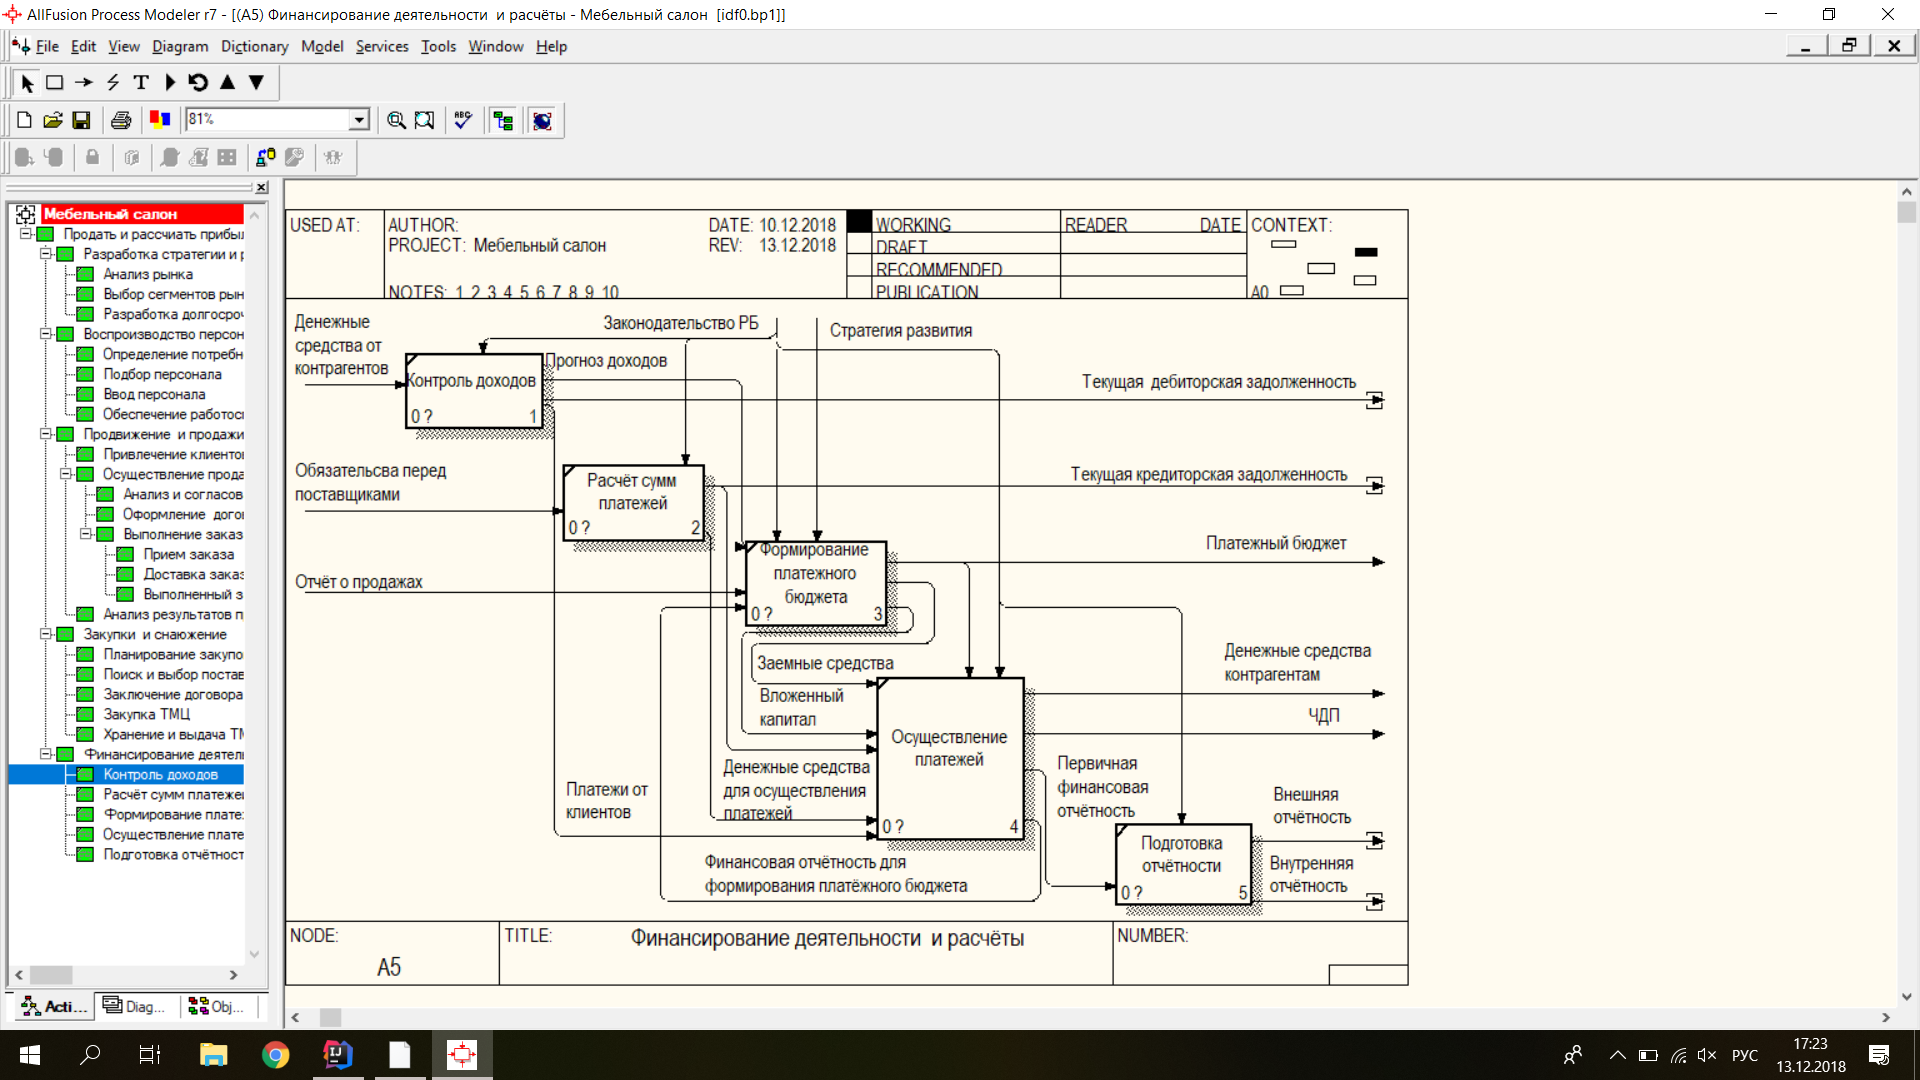 AllFusion Process Modeler r7 - [(A5) Финансирование деятельности  и расчёты - Мебельный салон  [idf0.bp1]]
File Edit View Diagram Dictionary Model Services Tools Window Help
81%
Мебельный салон
Продать и рассчиать прибыл
Разработка стратегии и р
Анализ рынка
Выбор сегментов рын
Разработка долгосроч
Воспроизводство персон
Определение потребн
Подбор персонала
Ввод персонала
Обеспечение работос
Продвижение  и продажи
Привлечение клиенто
Осуществление прода
Анализ и согласов
Оформление  дого
Выполнение заказ
Прием заказа
Доставка заказ
Выполненный з
Анализ результатов п
Закупки  и снаюжение
Планирование закупо
Поиск и выбор постав
Заключение договора
Закупка ТМЦ
Хранение и выдача ТМ
Финансирование деятел
Контроль доходов
Расчёт сумм платеже
Формирование плате
Осуществление плате
Подготовка отчётност
Acti... Diag... Obj...
USED AT:
AUTHOR:
DATE: 10.12.2018
PROJECT: Мебельный салон
REV: 13.12.2018
NOTES: 1 2 3 4 5 6 7 8 9 10
WORKING
DRAFT
RECOMMENDED
PUBLICATION
READER DATE
CONTEXT:
A0
Денежные
средства от
контрагентов
Законодательство РБ
Стратегия развития
Прогноз доходов
Контроль доходов
0 ? 1
Текущая  дебиторская задолженность
Обязательсва перед
поставщиками
Расчёт сумм
платежей
0 ? 2
Текущая кредиторская задолженность
Отчёт о продажах
Формирование
платежного
бюджета
0 ? 3
Платежный бюджет
Заемные средства
Вложенный
капитал
Денежные средства
контрагентам
ЧДП
Осуществление
платежей
0 ? 4
Денежные средства
для осуществления
платежей
Платежи от
клиентов
Первичная
финансовая
отчётность
Внешняя
отчётность
Подготовка
отчётности
0 ? 5
Внутренняя
отчётность
Финансовая отчётность для
формирования платёжного бюджета
NODE:
A5
TITLE:
Финансирование деятельности  и расчёты
NUMBER:
РУС
17:23
13.12.2018